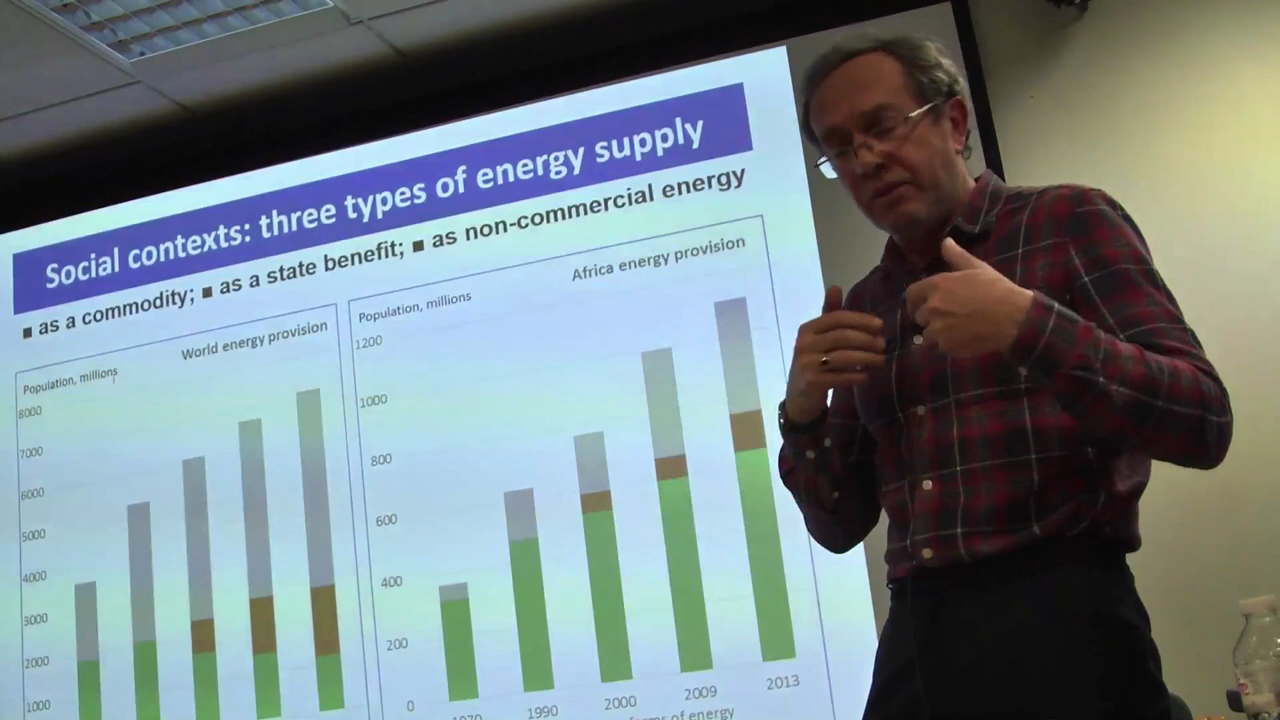 Social contexts: three types of energy supply
■ as a commodity; ■ as a state benefit; ■ as non-commercial energy
World energy provision
Population, millions
8000
7000
6000
5000
4000
3000
2000
1000
Africa energy provision
Population, millions
1200
1000
800
600
400
200
0
1990
2000
2009
2013
of energy